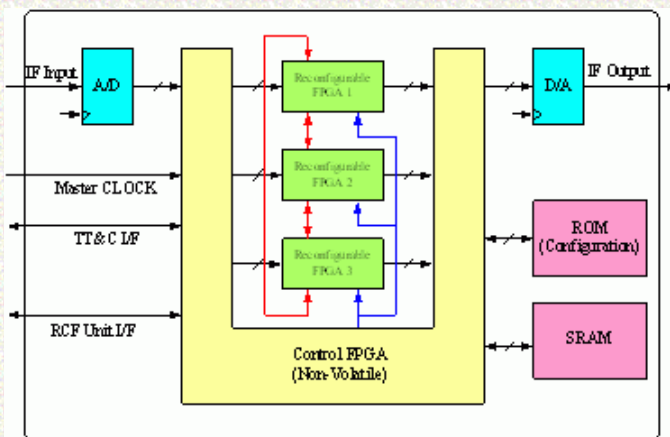 IF Input
A/D
Reconfigurable
FPGA 1
D/A
IF Output
Master CLOCK
Reconfigurable
FPGA 2
TT&C I/F
ROM
(Configuration)
Reconfigurable
FPGA 3
RCF Unit I/F
SRAM
Control FPGA
(Non-Volatile)